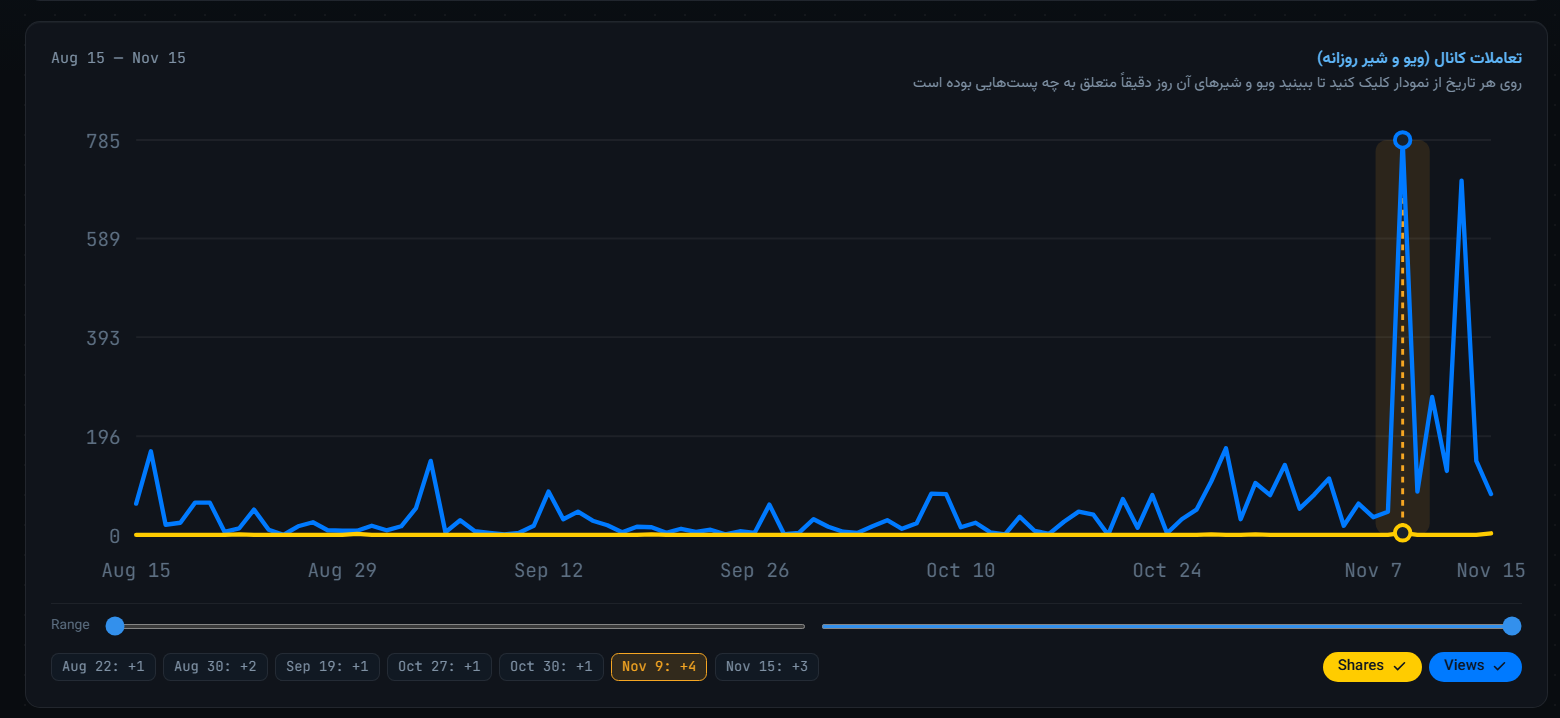 تعاملات کانال (ویو و شیر روزانه)
Aug 15 — Nov 15
روی هر تاریخ از نمودار کلیک کنید تا ببینید ویو و شیرهای آن روز دقیقاً متعلق به چه پست‌هایی بوده است
785
589
393
196
0
Aug 15 Aug 29 Sep 12 Sep 26 Oct 10 Oct 24 Nov 7 Nov 15
Range
Aug 22: +1 Aug 30: +2 Sep 19: +1 Oct 27: +1 Oct 30: +1 Nov 9: +4 Nov 15: +3 Shares Views